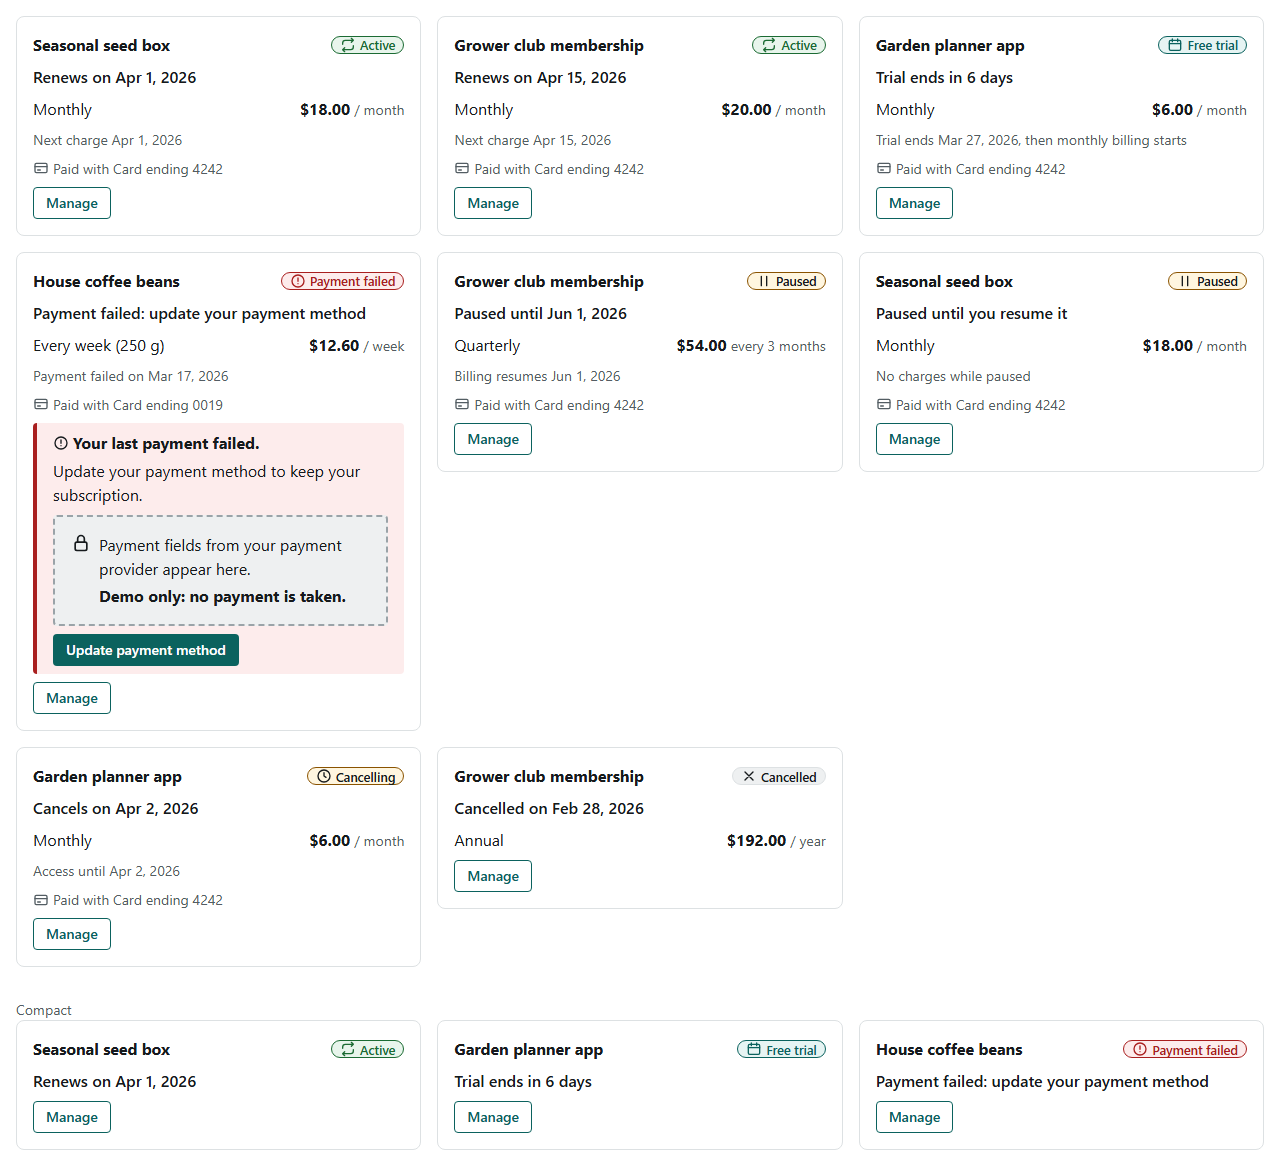 Seasonal seed box
Active
Renews on Apr 1, 2026
Monthly
$18.00 / month
Next charge Apr 1, 2026
Paid with Card ending 4242
Manage
Grower club membership
Active
Renews on Apr 15, 2026
Monthly
$20.00 / month
Next charge Apr 15, 2026
Paid with Card ending 4242
Manage
Garden planner app
Free trial
Trial ends in 6 days
Monthly
$6.00 / month
Trial ends Mar 27, 2026, then monthly billing starts
Paid with Card ending 4242
Manage
House coffee beans
Payment failed
Payment failed: update your payment method
Every week (250 g)
$12.60 / week
Payment failed on Mar 17, 2026
Paid with Card ending 0019
Your last payment failed.
Update your payment method to keep your
subscription.
Payment fields from your payment
provider appear here.
Demo only: no payment is taken.
Update payment method
Manage
Grower club membership
Paused
Paused until Jun 1, 2026
Quarterly
$54.00 every 3 months
Billing resumes Jun 1, 2026
Paid with Card ending 4242
Manage
Seasonal seed box
Paused
Paused until you resume it
Monthly
$18.00 / month
No charges while paused
Paid with Card ending 4242
Manage
Garden planner app
Cancelling
Cancels on Apr 2, 2026
Monthly
$6.00 / month
Access until Apr 2, 2026
Paid with Card ending 4242
Manage
Grower club membership
Cancelled
Cancelled on Feb 28, 2026
Annual
$192.00 / year
Manage
Compact
Seasonal seed box
Active
Renews on Apr 1, 2026
Manage
Garden planner app
Free trial
Trial ends in 6 days
Manage
House coffee beans
Payment failed
Payment failed: update your payment method
Manage